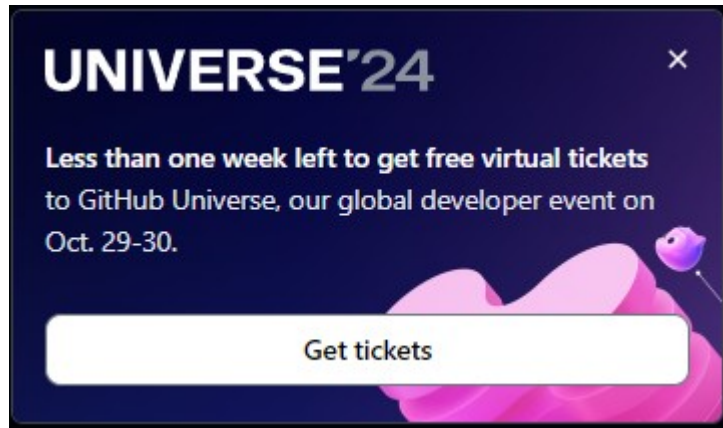 UNIVERSE'24
Less than one week left to get free virtual tickets
to GitHub Universe, our global developer event on
Oct. 29-30.
Get tickets